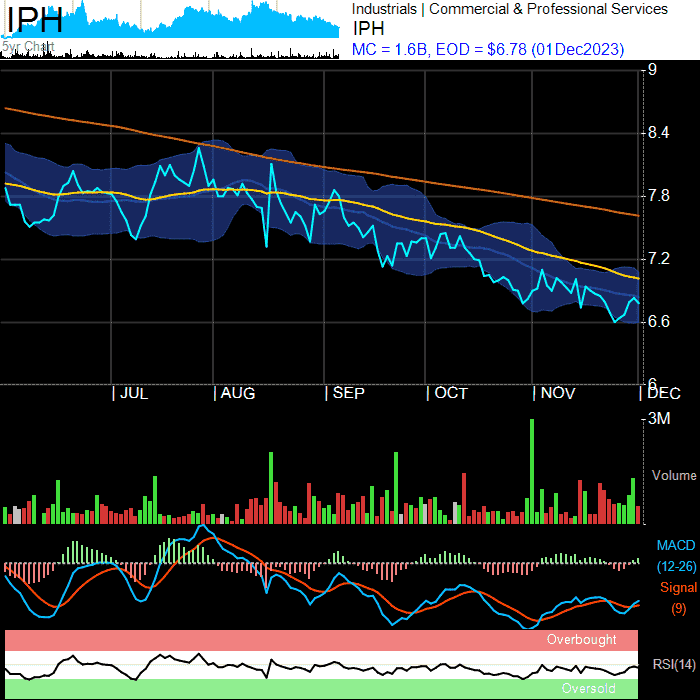 IPH
5yr Chart
Industrials | Commercial & Professional Services
IPH
MC = 1.6B, EOD = $6.78 (01Dec2023)
9
8.4
7.8
7.2
6.6
6
| JUL | AUG | SEP | OCT | NOV | DEC
3M
Volume
MACD
(12-26)
Signal
(9)
Overbought
RSI(14)
Oversold